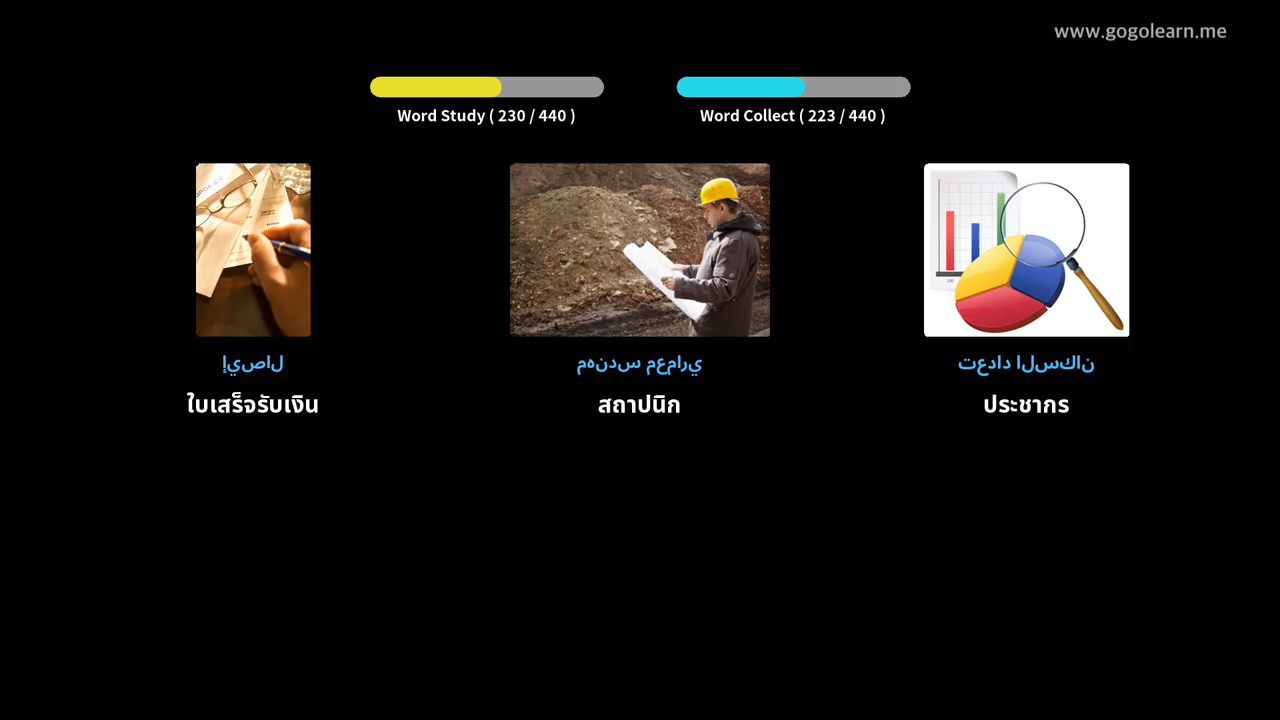 www.gogolearn.me
Word Study ( 230 / 440 )
Word Collect ( 223 / 440 )
إيصال
مهندس معماري
تعداد السكان
ใบเสร็จรับเงิน
สถาปนิก
ประชากร